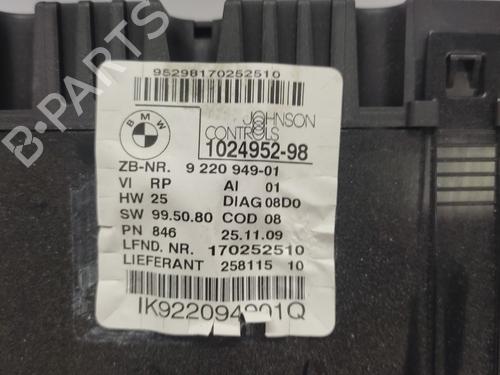 95298170252510
BMW
JOHNSON
CONTROLS
1024952-98
ZB-NR. 9 220 949-01
VI RP AI 01
HW 25 DIAG 08D0
SW 99.50.80 COD 08
PN 846 25.11.09
LFND. NR. 170252510
LIEFERANT 258115 10
IK922094901Q
B-PARTS